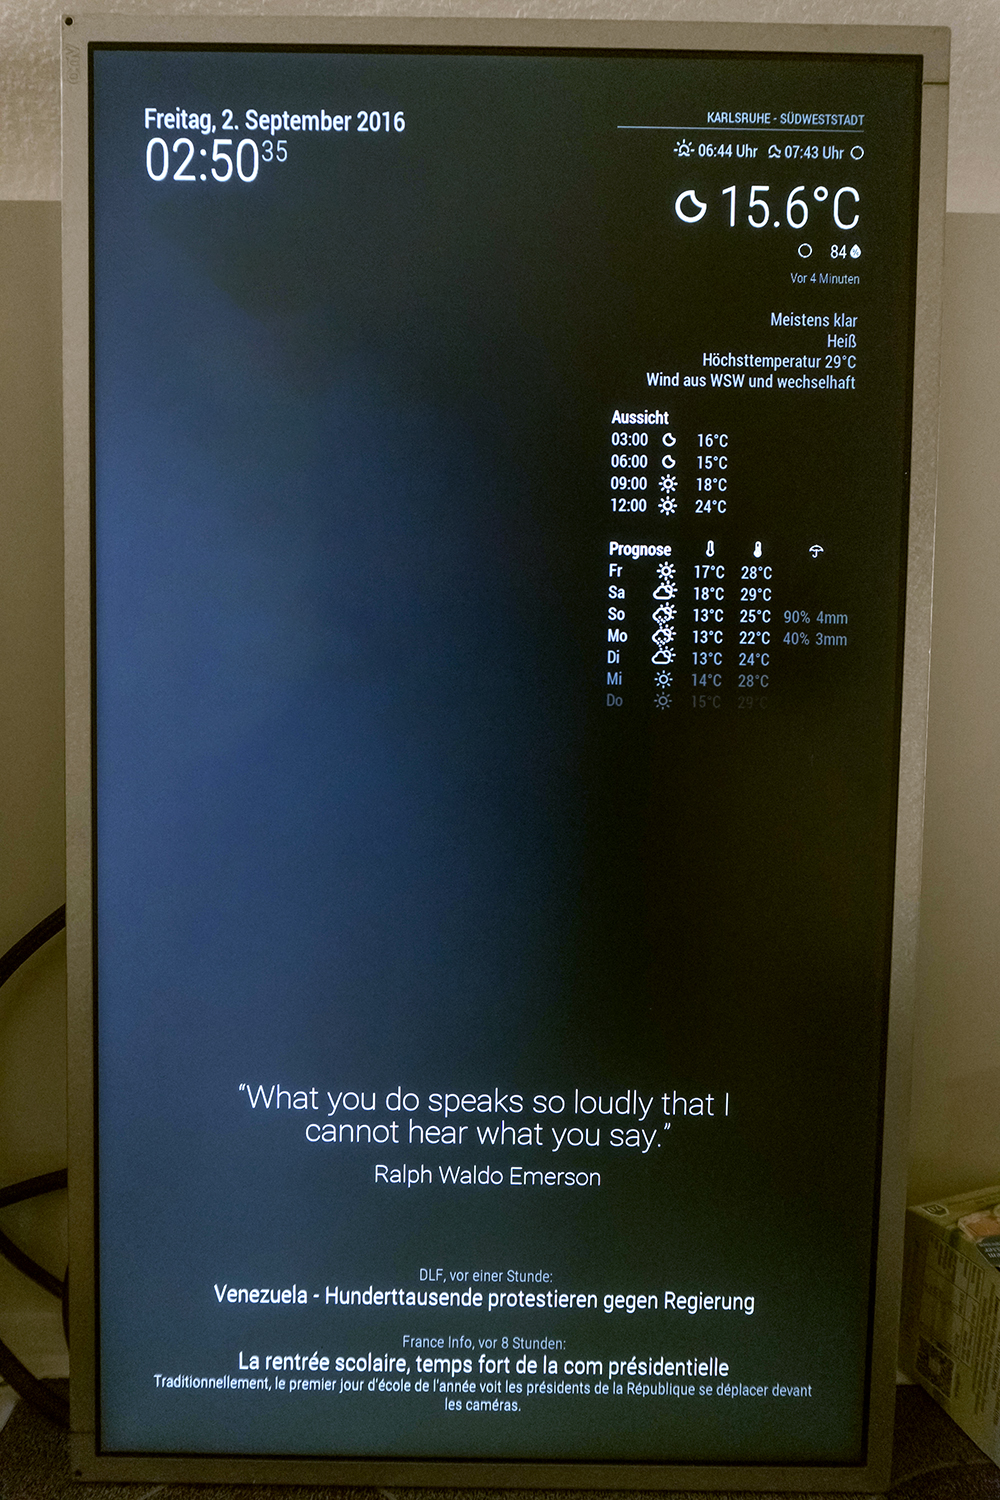 Freitag, 2. September 2016
02:50 35
KARLSRUHE - SÜDWESTSTADT
06:44 Uhr 07:43 Uhr
15.6°C
84 %
Vor 4 Minuten
Meistens klar
Heiß
Höchsttemperatur 29°C
Wind aus WSW und wechselhaft
Aussicht
03:00 16°C
06:00 15°C
09:00 18°C
12:00 24°C
Prognose
Fr 17°C 28°C
Sa 18°C 29°C
So 13°C 25°C 90% 4mm
Mo 13°C 22°C 40% 3mm
Di 13°C 24°C
Mi 14°C 28°C
Do 15°C 29°C
“What you do speaks so loudly that I
cannot hear what you say.”
Ralph Waldo Emerson
DLF, vor einer Stunde:
Venezuela - Hunderttausende protestieren gegen Regierung
France Info, vor 8 Stunden:
La rentrée scolaire, temps fort de la com présidentielle
Traditionnellement, le premier jour d'école de l'année voit les présidents de la République se déplacer devant
les caméras.